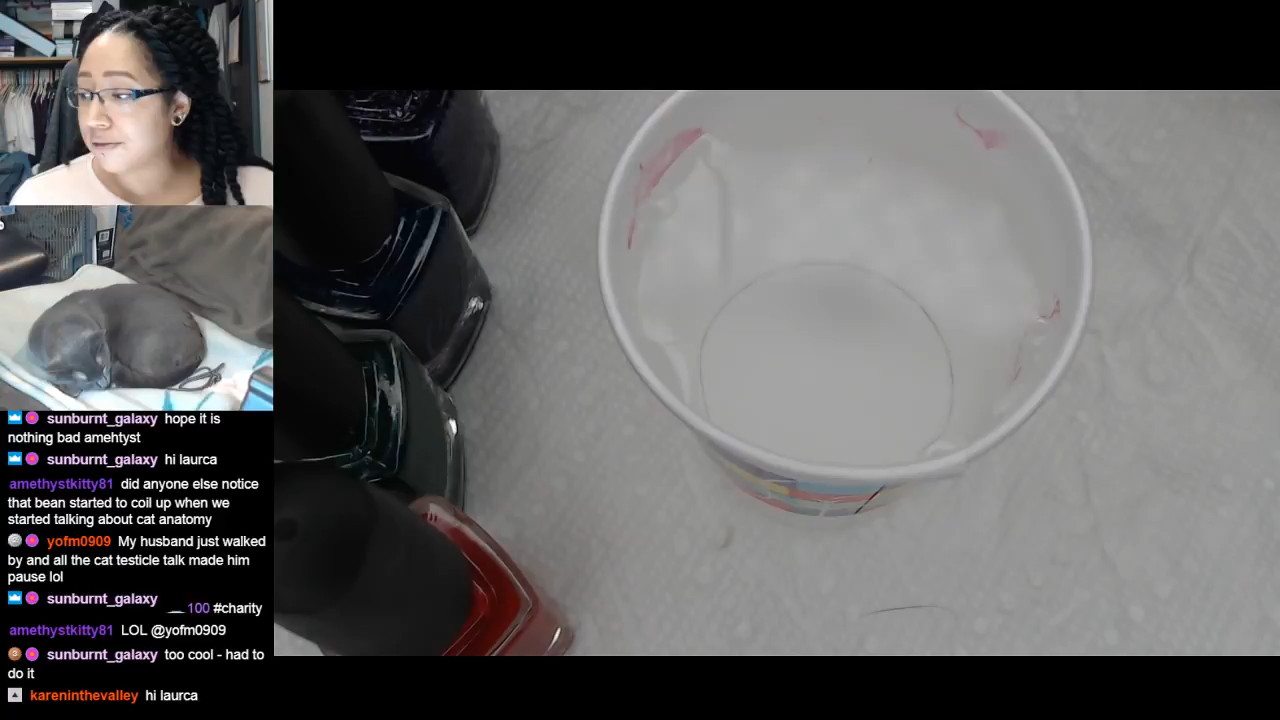 sunburnt_galaxy hope it is
nothing bad amehtyst
sunburnt_galaxy hi laurca
amethystkitty81 did anyone else notice
that bean started to coil up when we
started talking about cat anatomy
yofm0909 My husband just walked
by and all the cat testicle talk made him
pause lol
sunburnt_galaxy 100 #charity
amethystkitty81 LOL @yofm0909
sunburnt_galaxy too cool - had to
do it
kareninthevalley hi laurca